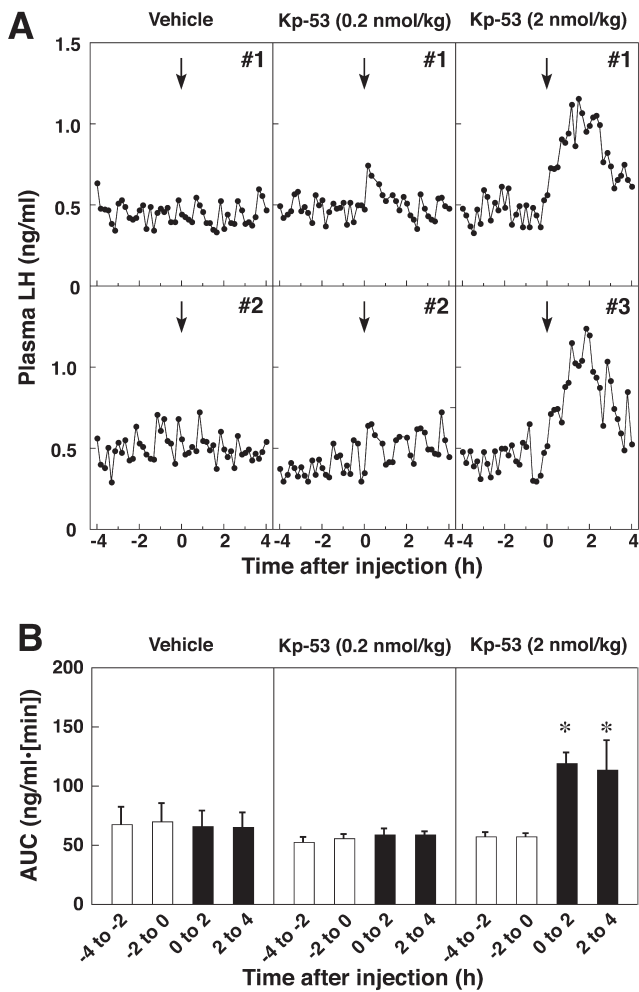 A
Vehicle Kp-53 (0.2 nmol/kg) Kp-53 (2 nmol/kg)
1.5
#1 #1 #1
1.0
0.5
0
Plasma LH (ng/ml)
#2 #2 #3
1.0
0.5
0
-4 -2 0 2 4 -4 -2 0 2 4 -4 -2 0 2 4
Time after injection (h)
B
Vehicle Kp-53 (0.2 nmol/kg) Kp-53 (2 nmol/kg)
200
150
* *
100
50
0
AUC (ng/ml·[min])
-4 to -2 -2 to 0 0 to 2 2 to 4 -4 to -2 -2 to 0 0 to 2 2 to 4 -4 to -2 -2 to 0 0 to 2 2 to 4
Time after injection (h)